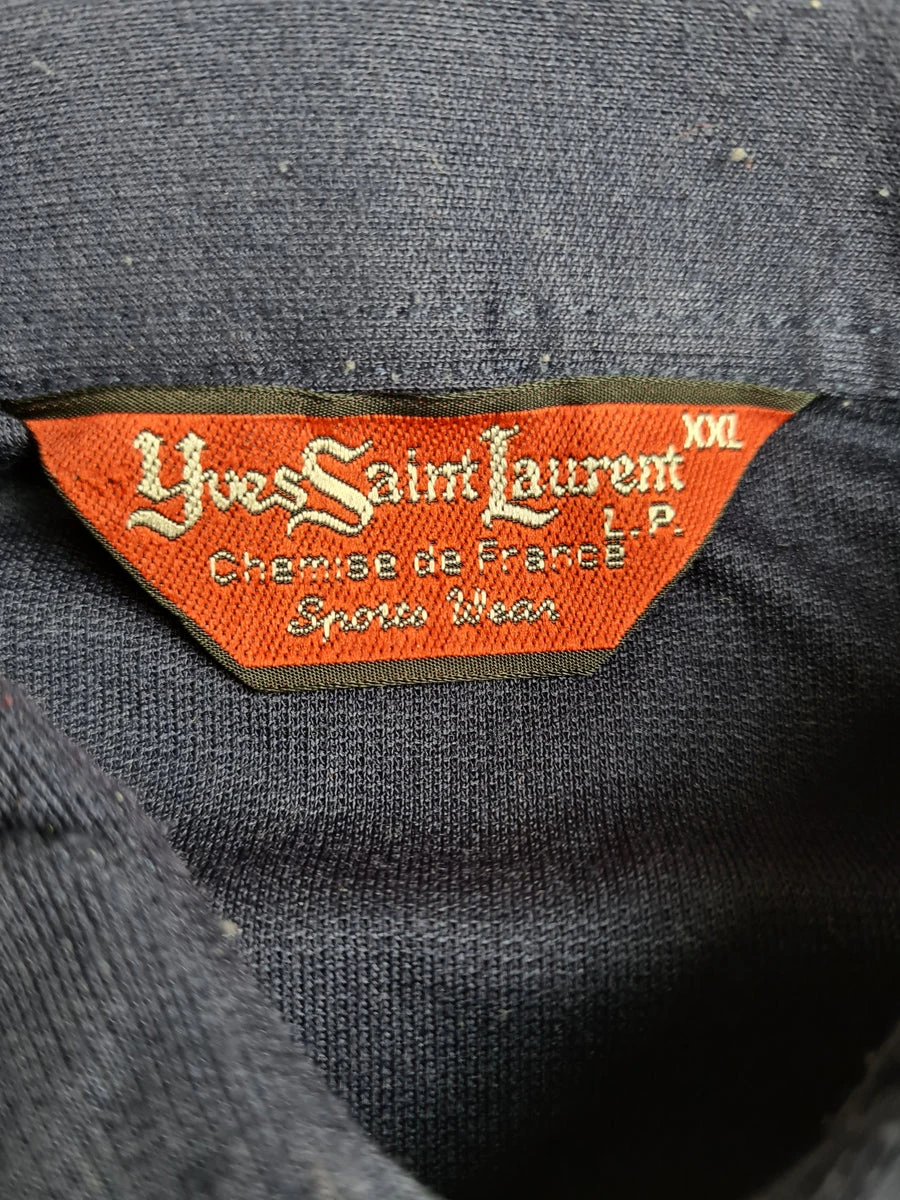 XXL
Yves Saint Laurent
L.P.
Chemise de France
Sports Wear